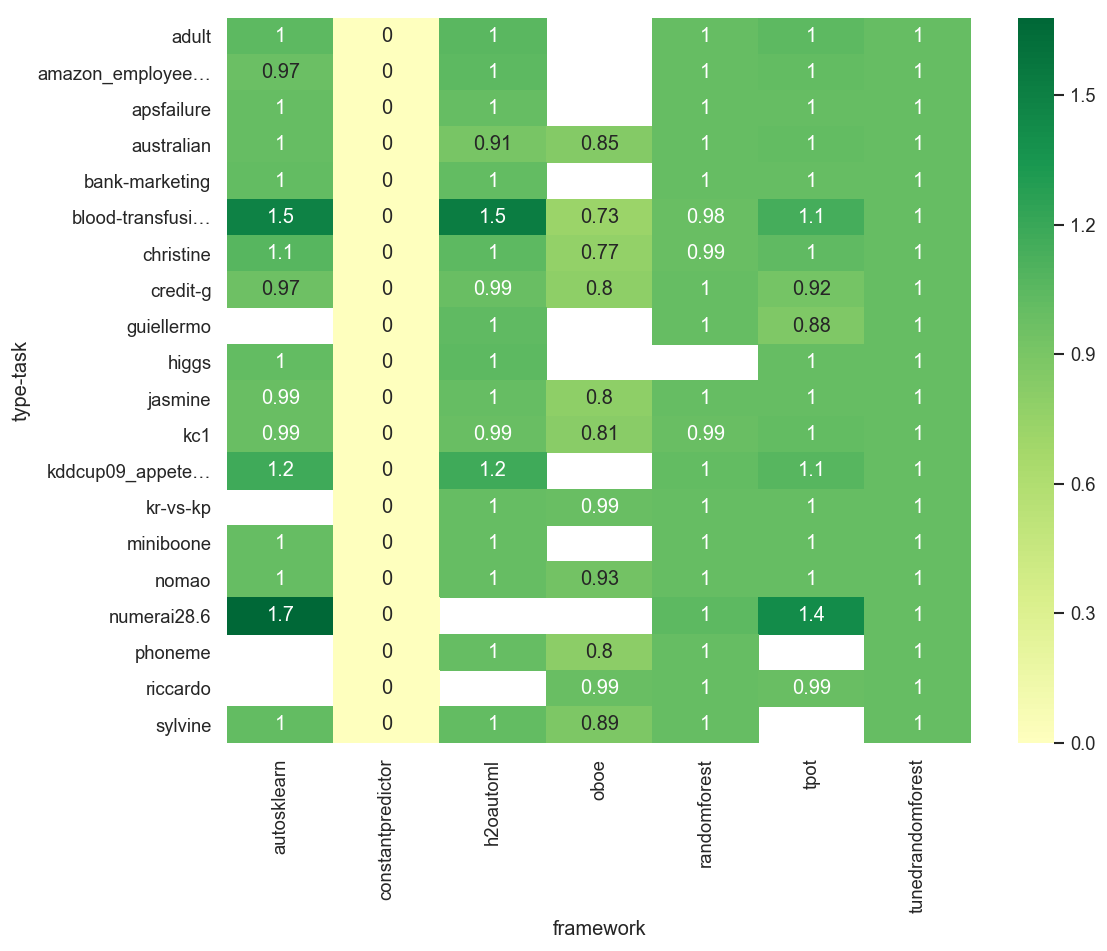 adult 1 0 1 1 1 1
amazon_employee… 0.97 0 1 1 1 1
apsfailure 1 0 1 1 1 1
australian 1 0 0.91 0.85 1 1 1
bank-marketing 1 0 1 1 1 1
blood-transfusi… 1.5 0 1.5 0.73 0.98 1.1 1
christine 1.1 0 1 0.77 0.99 1 1
credit-g 0.97 0 0.99 0.8 1 0.92 1
guiellermo 0 1 1 0.88 1
higgs 1 0 1 1 1
jasmine 0.99 0 1 0.8 1 1 1
kc1 0.99 0 0.99 0.81 0.99 1 1
kddcup09_appete… 1.2 0 1.2 1 1.1 1
kr-vs-kp 0 1 0.99 1 1 1
miniboone 1 0 1 1 1 1
nomao 1 0 1 0.93 1 1 1
numerai28.6 1.7 0 1 1.4 1
phoneme 0 1 0.8 1 1
riccardo 0 0.99 1 0.99 1
sylvine 1 0 1 0.89 1 1
type-task
autosklearn
constantpredictor
h2oautoml
oboe
randomforest
tpot
tunedrandomforest
framework
1.5
1.2
0.9
0.6
0.3
0.0